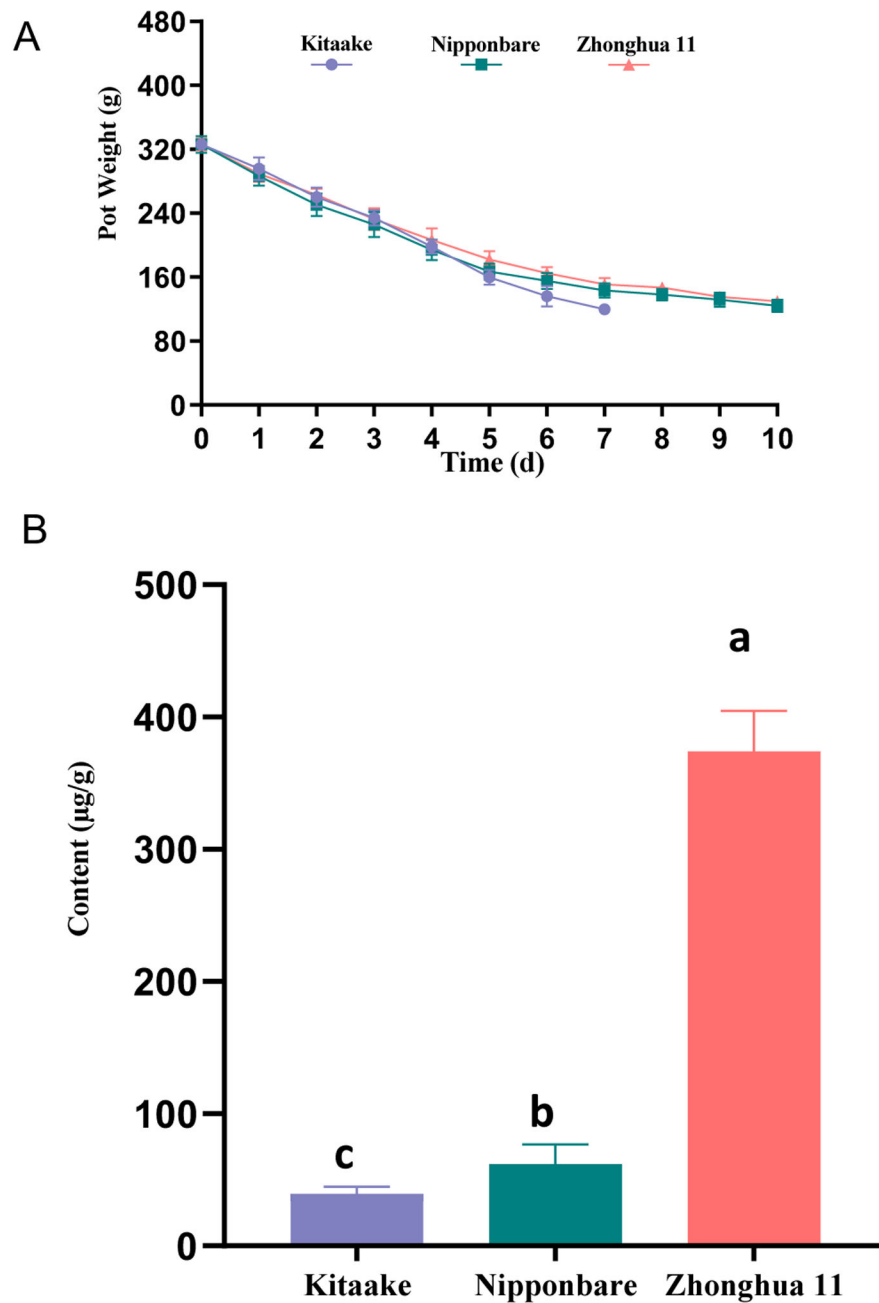 A
Kitaake Nipponbare Zhonghua 11
Pot Weight (g)
480
400
320
240
160
80
0
0 1 2 3 4 5 6 7 8 9 10
Time (d)
B
Content (μg/g)
500
400
300
200
100
0
c b a
Kitaake Nipponbare Zhonghua 11